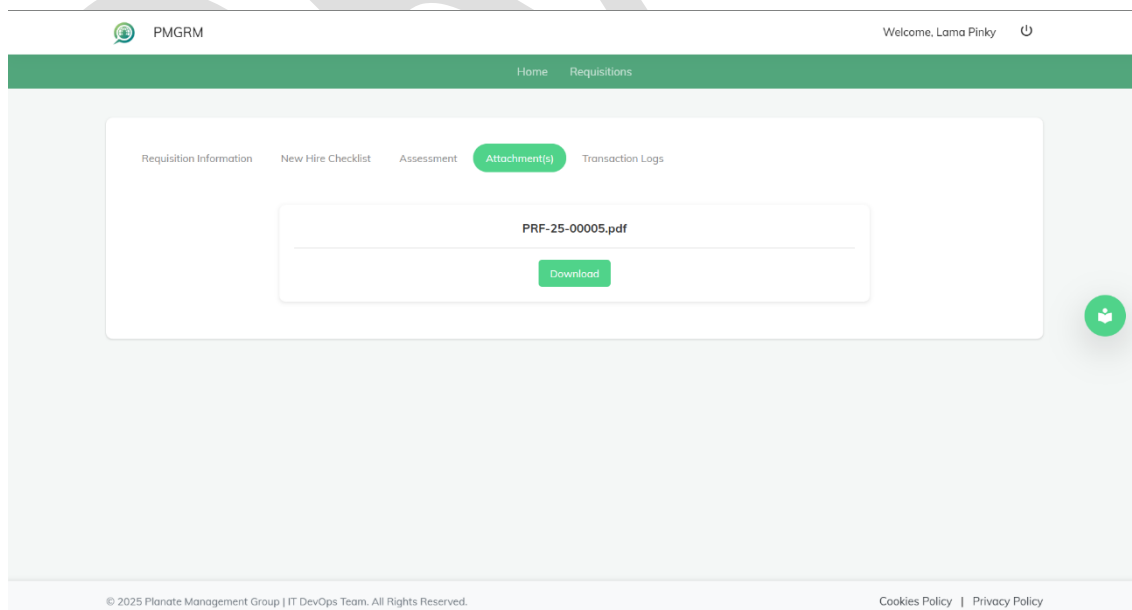 PMGRM
Welcome, Lama Pinky
Home Requisitions
Requisition Information New Hire Checklist Assessment Attachment(s) Transaction Logs
PRF-25-00005.pdf
Download
© 2025 Planate Management Group | IT DevOps Team. All Rights Reserved.
Cookies Policy | Privacy Policy